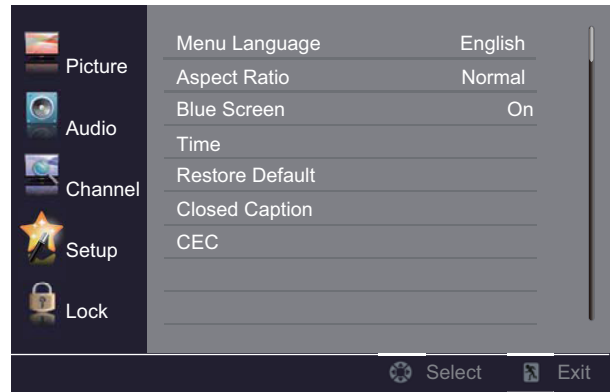 Picture
Audio
Channel
Setup
Lock
Menu Language English
Aspect Ratio Normal
Blue Screen On
Time
Restore Default
Closed Caption
CEC
Select Exit